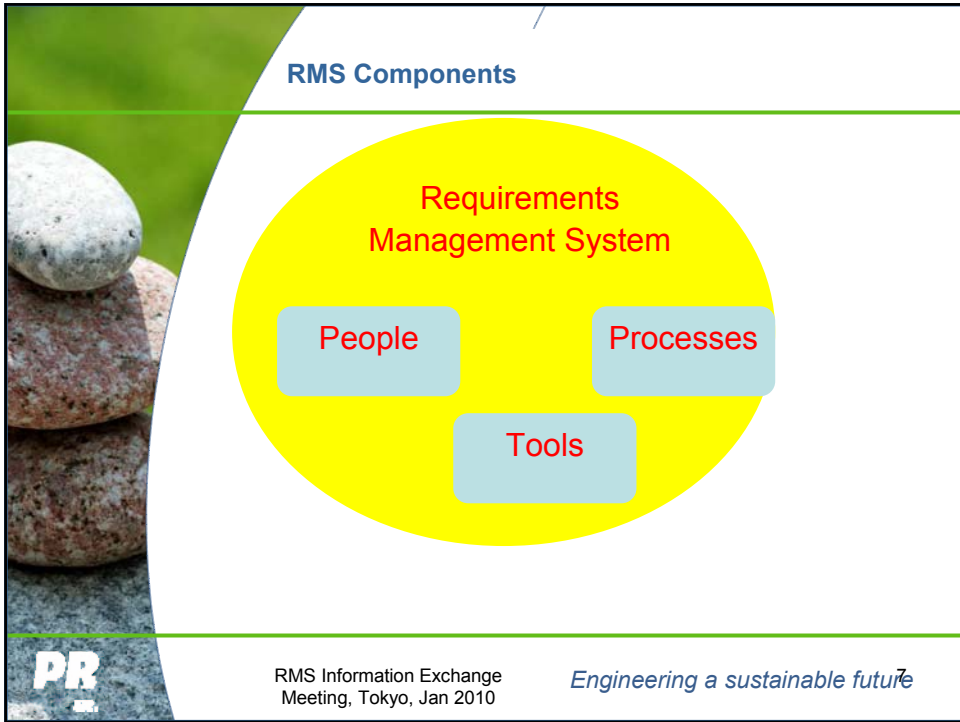 RMS Components
Requirements
Management System
People
Processes
Tools
PR
RMS Information Exchange
Meeting, Tokyo, Jan 2010
Engineering a sustainable future
7